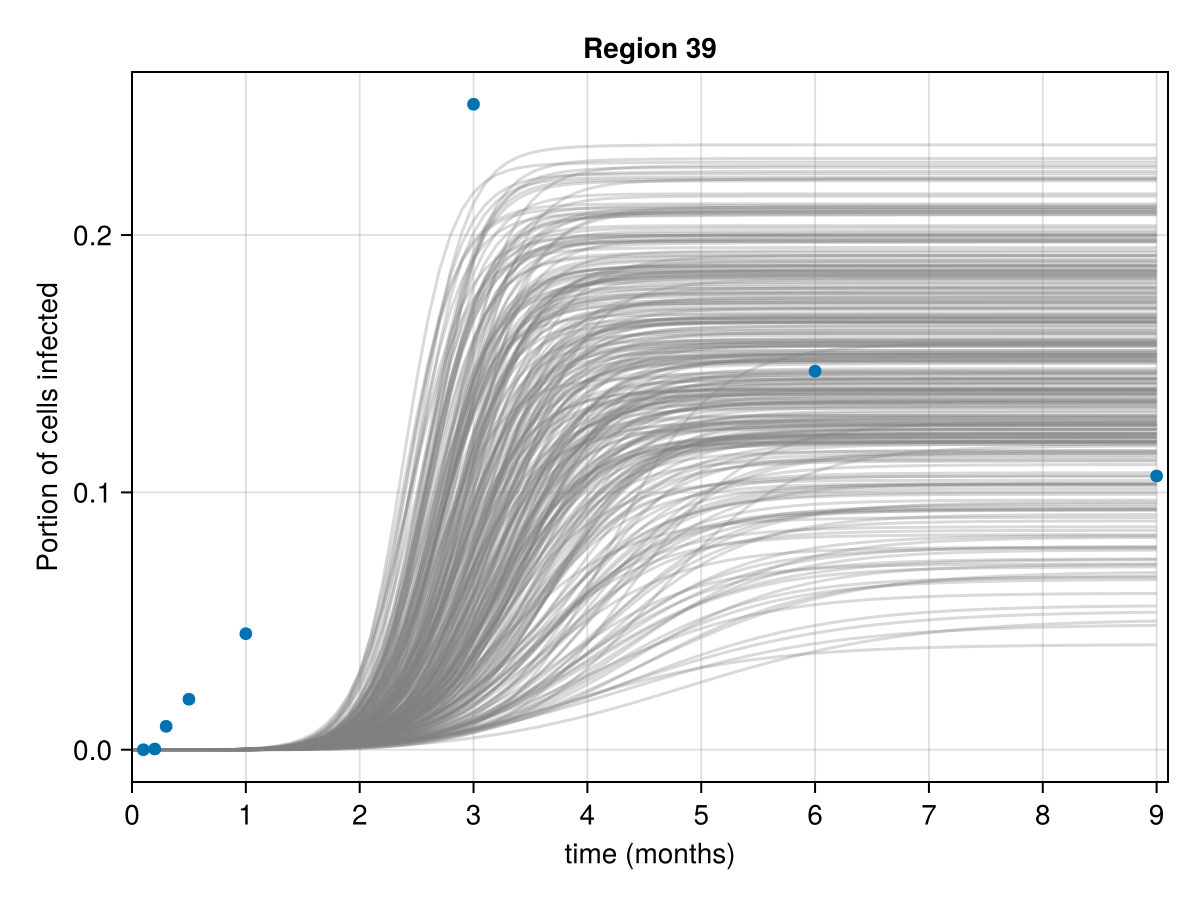 Region 39
Portion of cells infected
0.2
0.1
0.0
0 1 2 3 4 5 6 7 8 9
time (months)